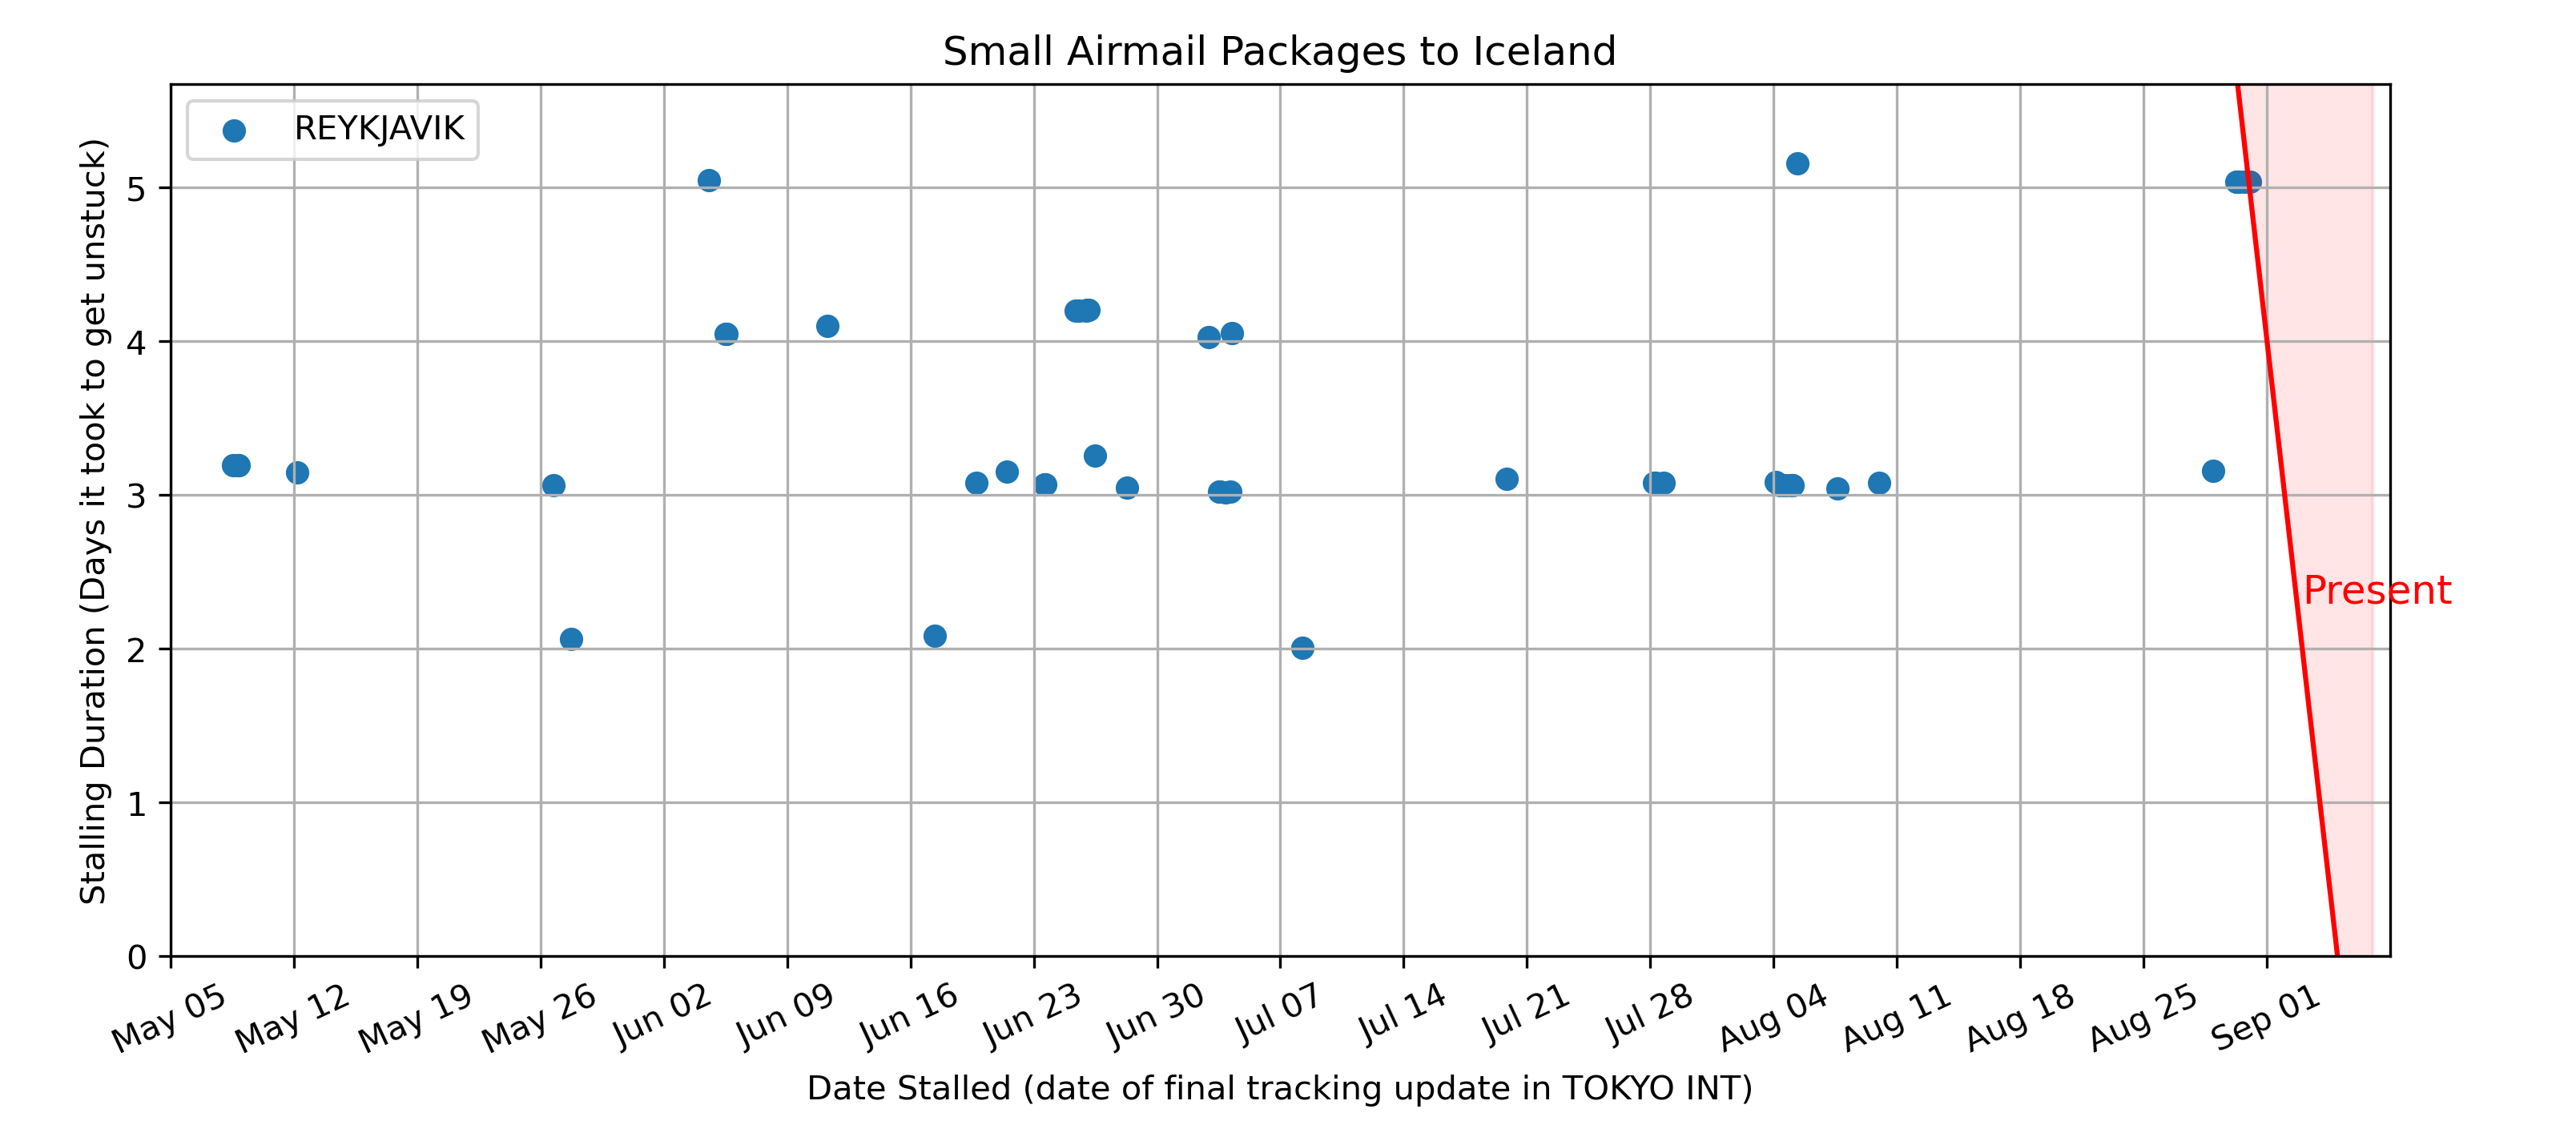 Small Airmail Packages to Iceland
REYKJAVIK
Stalling Duration (Days it took to get unstuck)
5
4
3
2
1
0
Present
May 05
May 12
May 19
May 26
Jun 02
Jun 09
Jun 16
Jun 23
Jun 30
Jul 07
Jul 14
Jul 21
Jul 28
Aug 04
Aug 11
Aug 18
Aug 25
Sep 01
Date Stalled (date of final tracking update in TOKYO INT)